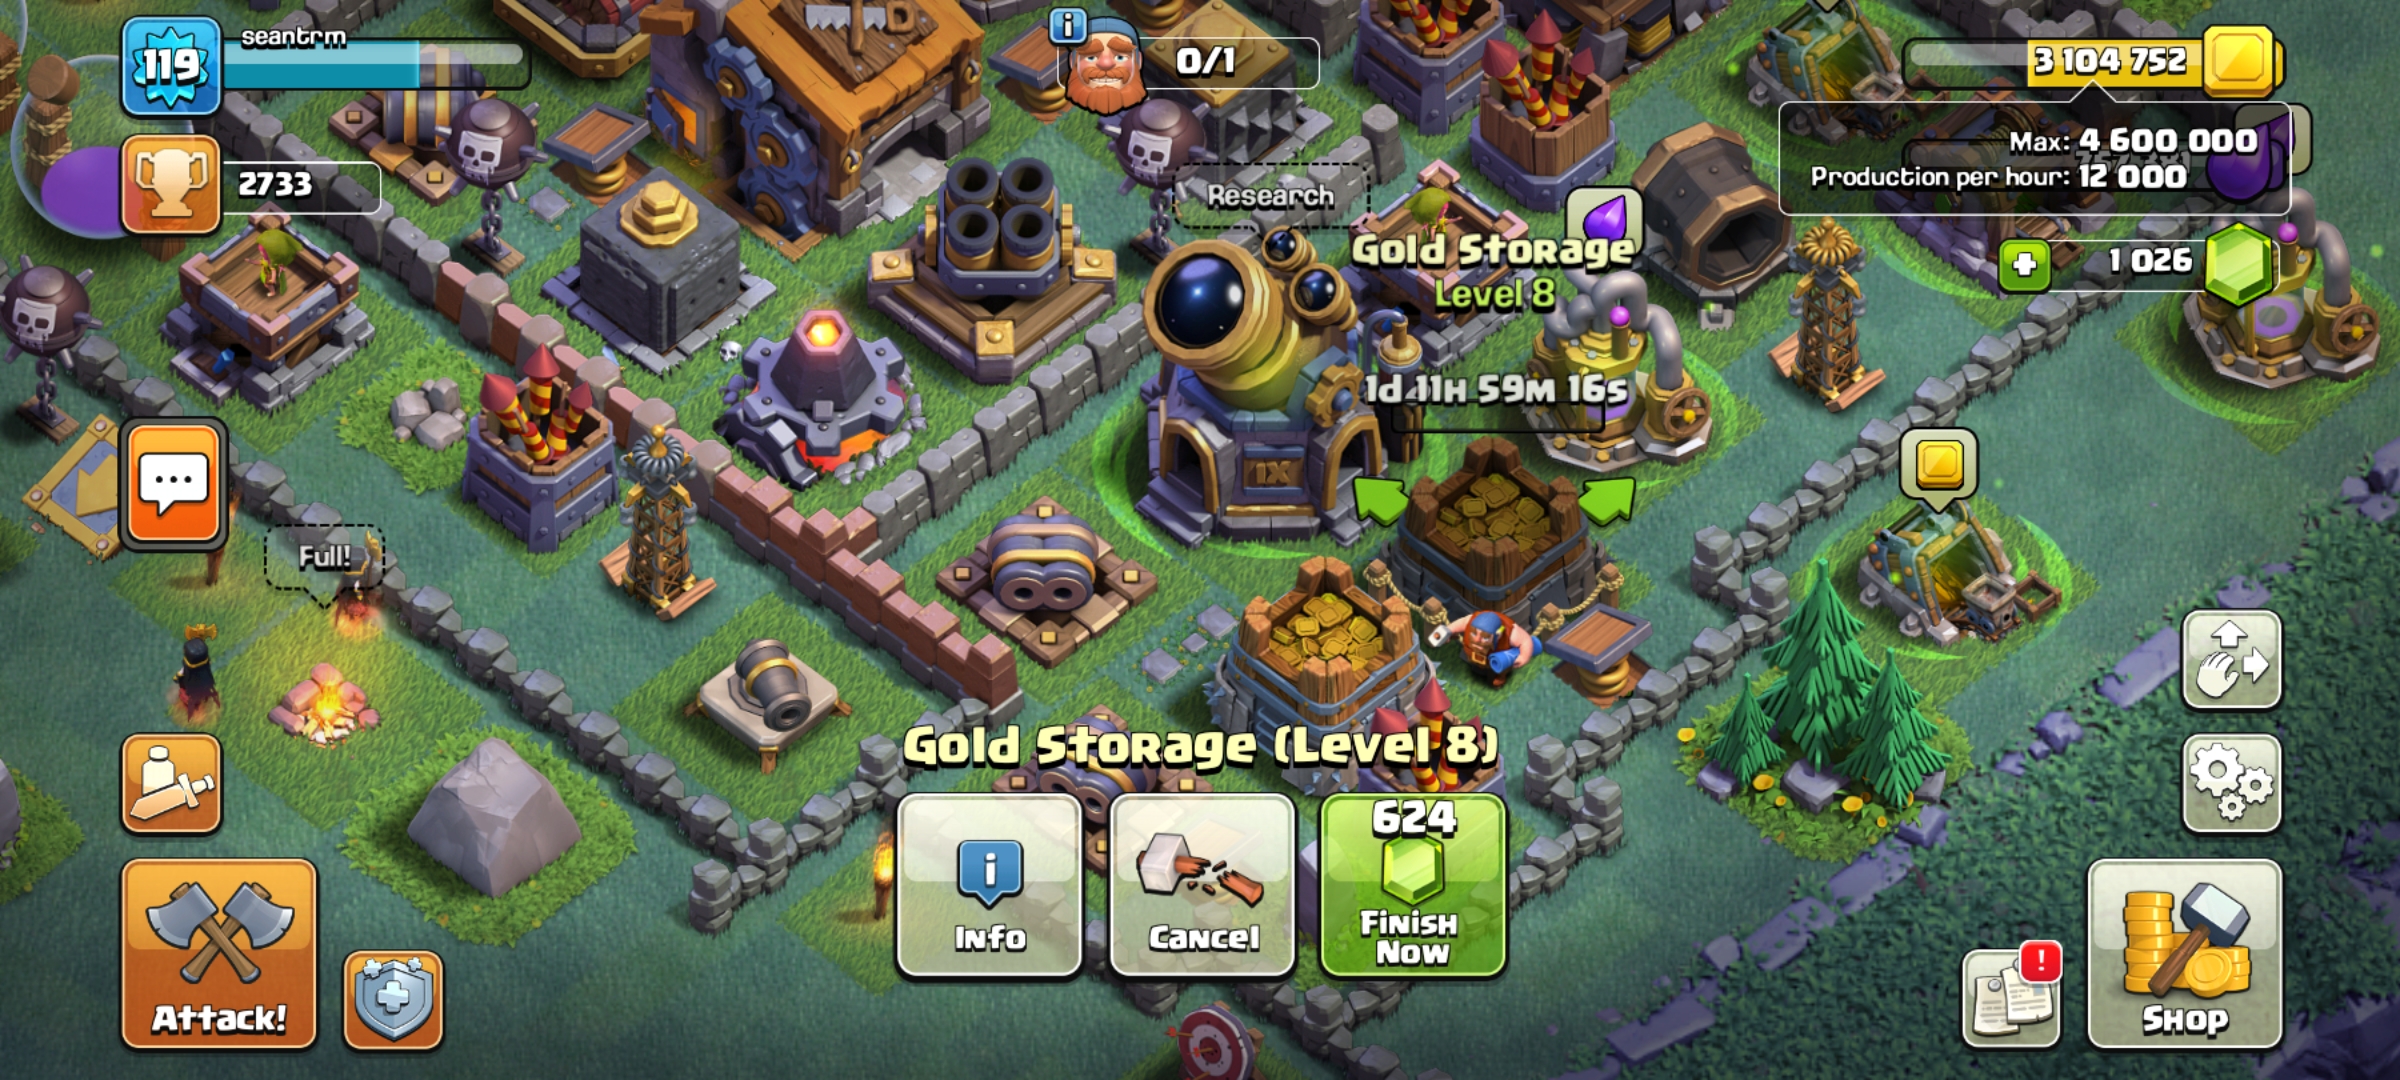 119
seantrm
0/1
3 104 752
Max: 4 600 000
Production per hour: 12 000
2733
Research
Gold Storage
Level 8
1 026
1d 11H 59M 16s
IX
Full!
Gold Storage (Level 8)
624
Info
Cancel
Finish
Now
Attack!
!
Shop